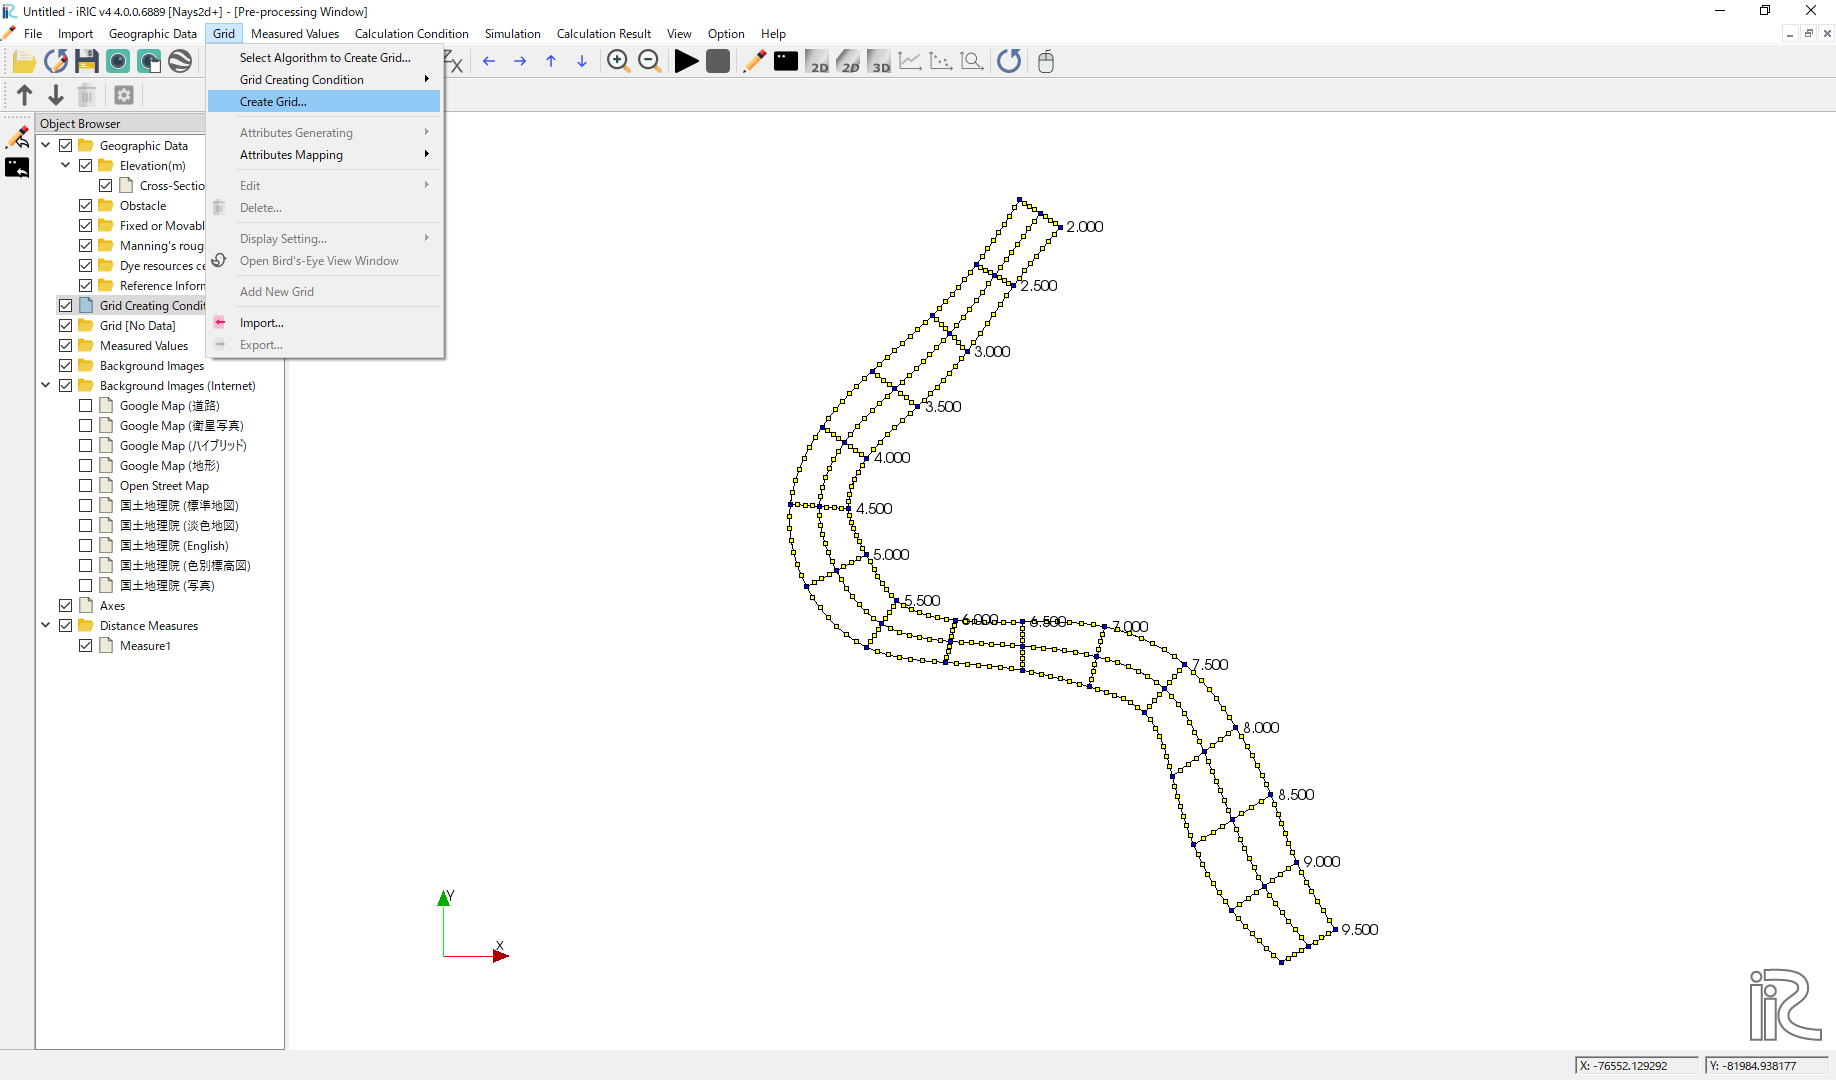 Untitled - iRIC v4 4.0.0.6889 [Nays2d+] - [Pre-processing Window]
File Import Geographic Data Grid Measured Values Calculation Condition Simulation Calculation Result View Option Help
Select Algorithm to Create Grid...
Grid Creating Condition
Create Grid...
Attributes Generating
Attributes Mapping
Edit
Delete...
Display Setting...
Open Bird's-Eye View Window
Add New Grid
Import...
Export...
2D 2D 3D
Object Browser
Geographic Data
Elevation(m)
Cross-Sectio
Obstacle
Fixed or Movabl
Manning's roug
Dye resources ce
Reference Inforr
Grid Creating Condit
Grid [No Data]
Measured Values
Background Images
Background Images (Internet)
Google Map (道路)
Google Map (衛星写真)
Google Map (ハイブリッド)
Google Map (地形)
Open Street Map
国土地理院 (標準地図)
国土地理院 (淡色地図)
国土地理院 (English)
国土地理院 (色別標高図)
国土地理院 (写真)
Axes
Distance Measures
Measure1
2.000
2.500
3.000
3.500
4.000
4.500
5.000
5.500
6.000
6.500
7.000
7.500
8.000
8.500
9.000
9.500
Y
X
iRIC
X: -76552.129292
Y: -81984.938177